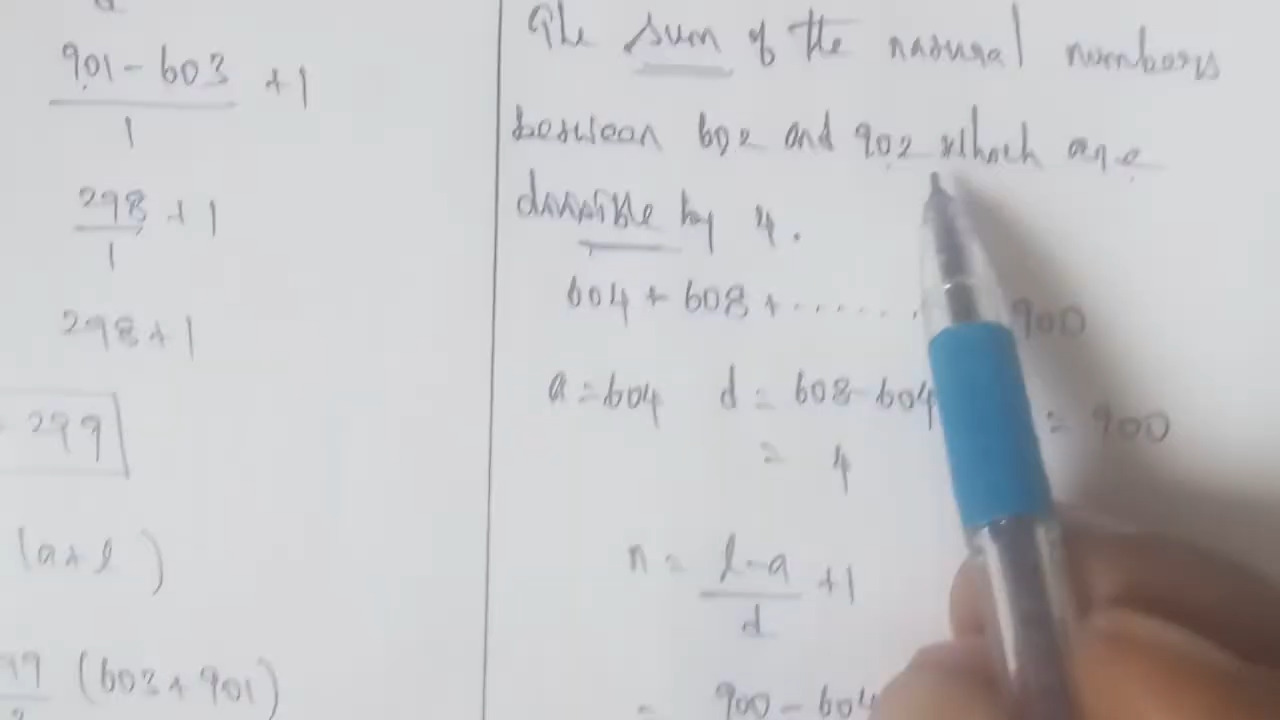 901 - 603 + 1
1
298 + 1
1
298 + 1
299
(a + l)
(603 + 901)
2
The sum of the natural numbers
between 602 and 902 which are
divisible by 4.
604 + 608 + ...... 900
a = 604 d = 608 - 604 = 900
= 4
n = l - a + 1
d
= 900 - 604